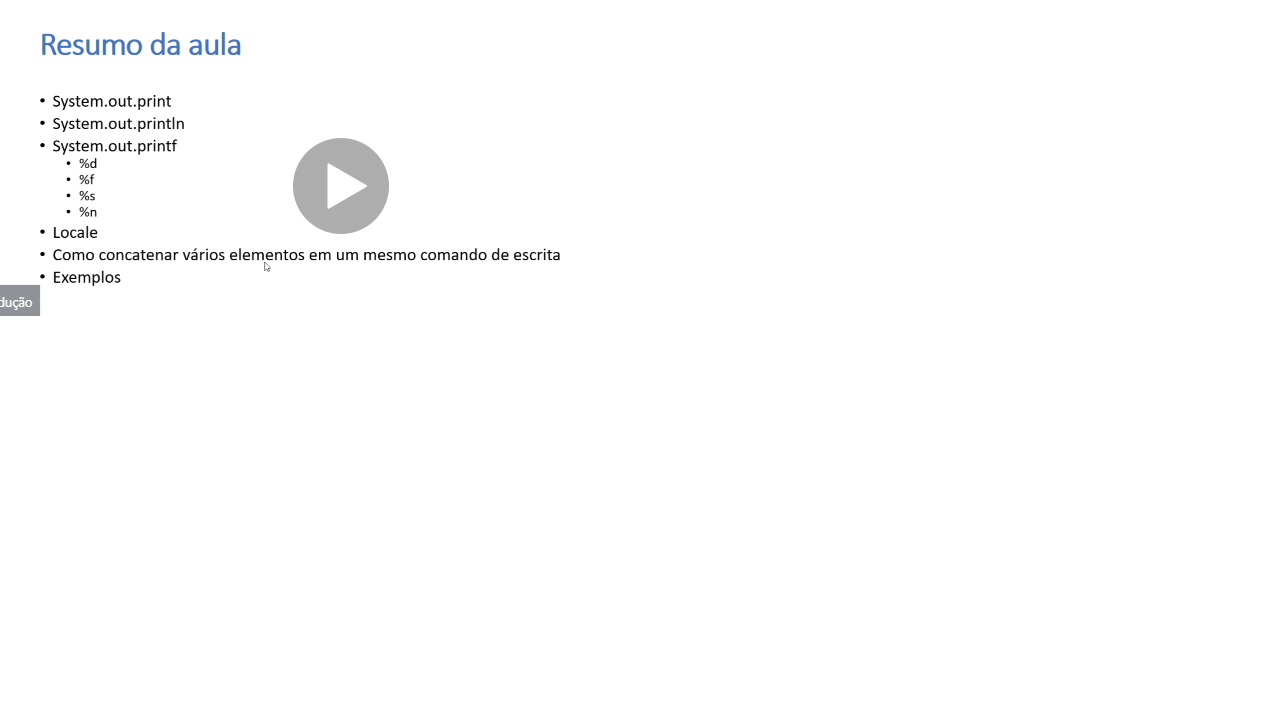 Resumo da aula
• System.out.print
• System.out.println
• System.out.printf
• %d
• %f
• %s
• %n
• Locale
• Como concatenar vários elementos em um mesmo comando de escrita
• Exemplos
dução